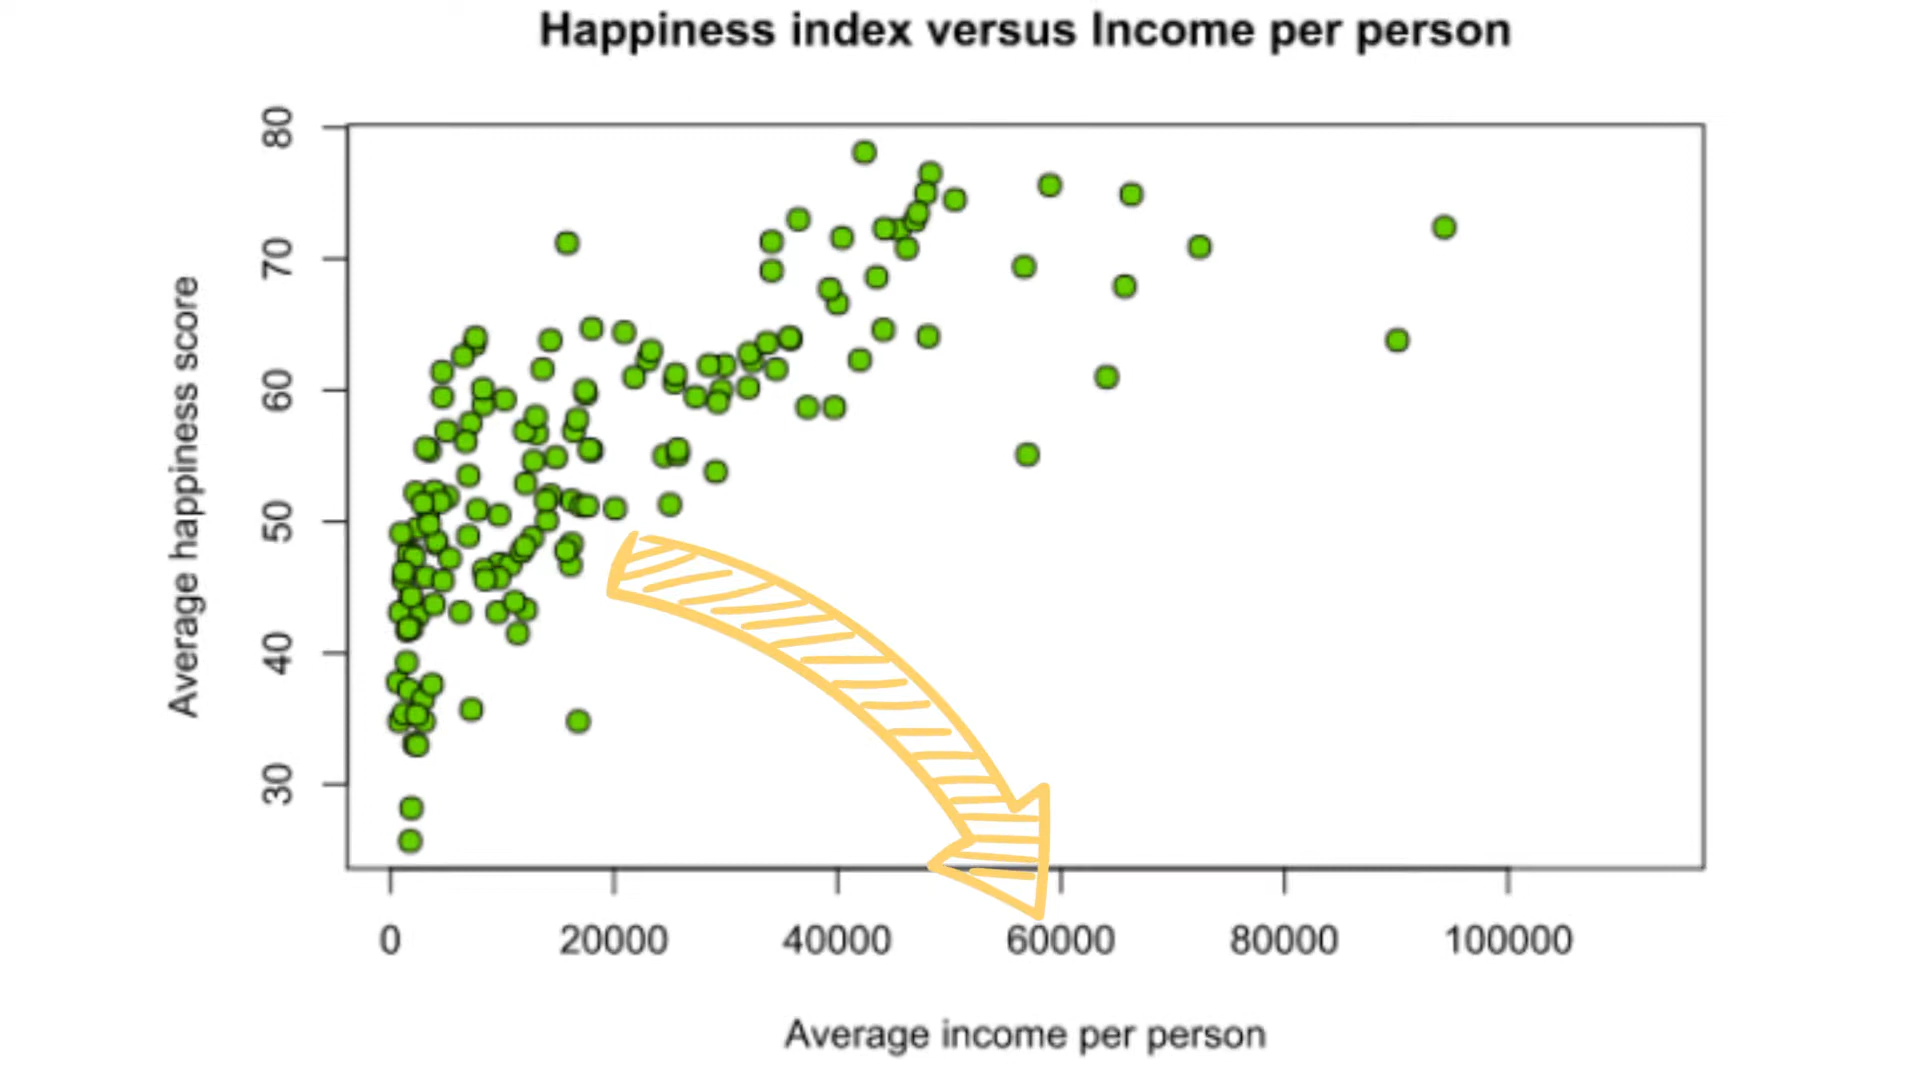 Happiness index versus Income per person
80
70
60
50
40
30
Average happiness score
0 20000 40000 60000 80000 100000
Average income per person